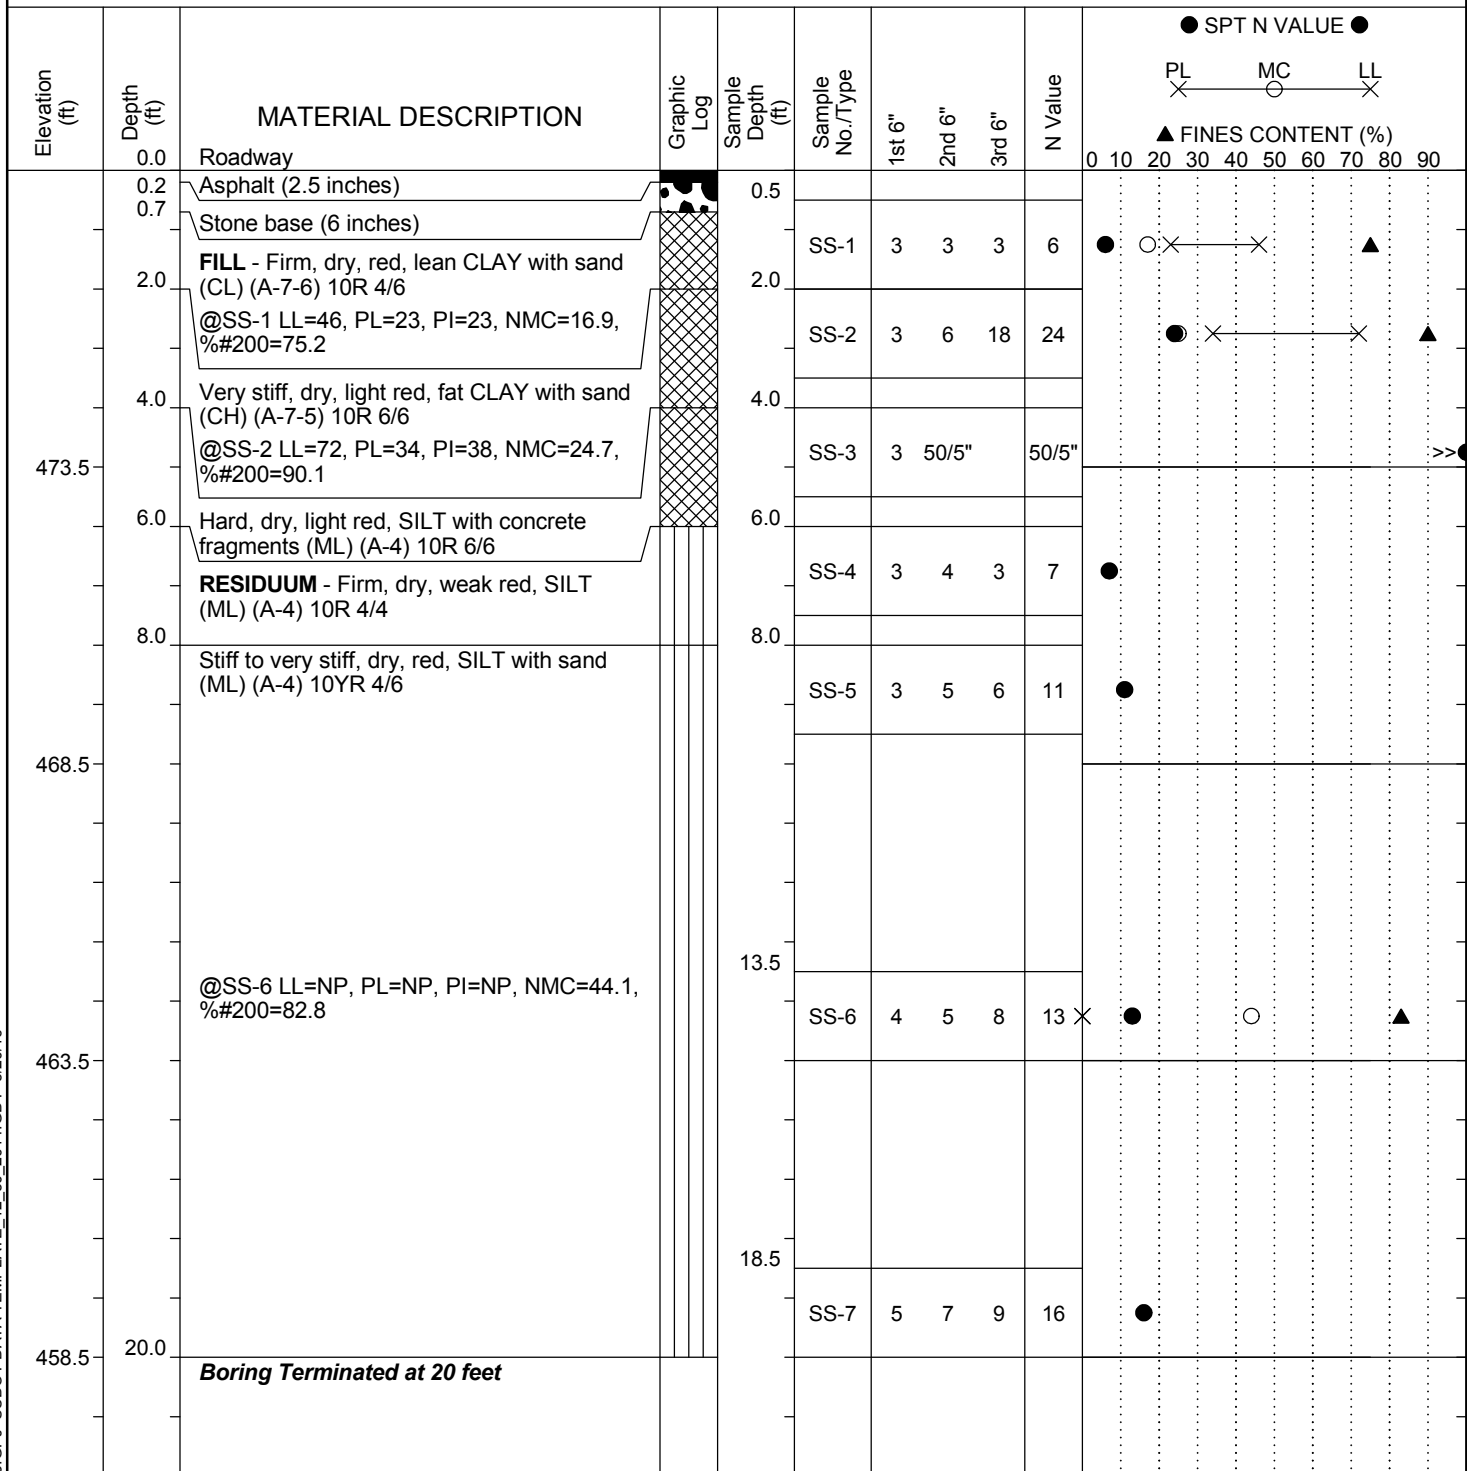 ● SPT N VALUE ●
PL MC LL
▲ FINES CONTENT (%)
0 10 20 30 40 50 60 70 80 90
Elevation (ft)
Depth (ft)
MATERIAL DESCRIPTION
Graphic Log
Sample Depth (ft)
Sample No./Type
1st 6"
2nd 6"
3rd 6"
N Value
0.0 Roadway
0.2 Asphalt (2.5 inches) 0.5
0.7
Stone base (6 inches)
SS-1 3 3 3 6
FILL - Firm, dry, red, lean CLAY with sand
2.0 (CL) (A-7-6) 10R 4/6 2.0
@SS-1 LL=46, PL=23, PI=23, NMC=16.9,
%#200=75.2
SS-2 3 6 18 24
4.0 Very stiff, dry, light red, fat CLAY with sand 4.0
(CH) (A-7-5) 10R 6/6
@SS-2 LL=72, PL=34, PI=38, NMC=24.7,
%#200=90.1
SS-3 3 50/5" 50/5" >>
473.5
6.0 Hard, dry, light red, SILT with concrete 6.0
fragments (ML) (A-4) 10R 6/6
SS-4 3 4 3 7
RESIDUUM - Firm, dry, weak red, SILT
(ML) (A-4) 10R 4/4
8.0 8.0
Stiff to very stiff, dry, red, SILT with sand
(ML) (A-4) 10YR 4/6
SS-5 3 5 6 11
468.5
13.5
@SS-6 LL=NP, PL=NP, PI=NP, NMC=44.1,
%#200=82.8
SS-6 4 5 8 13
463.5
18.5
SS-7 5 7 9 16
458.5 20.0
Boring Terminated at 20 feet